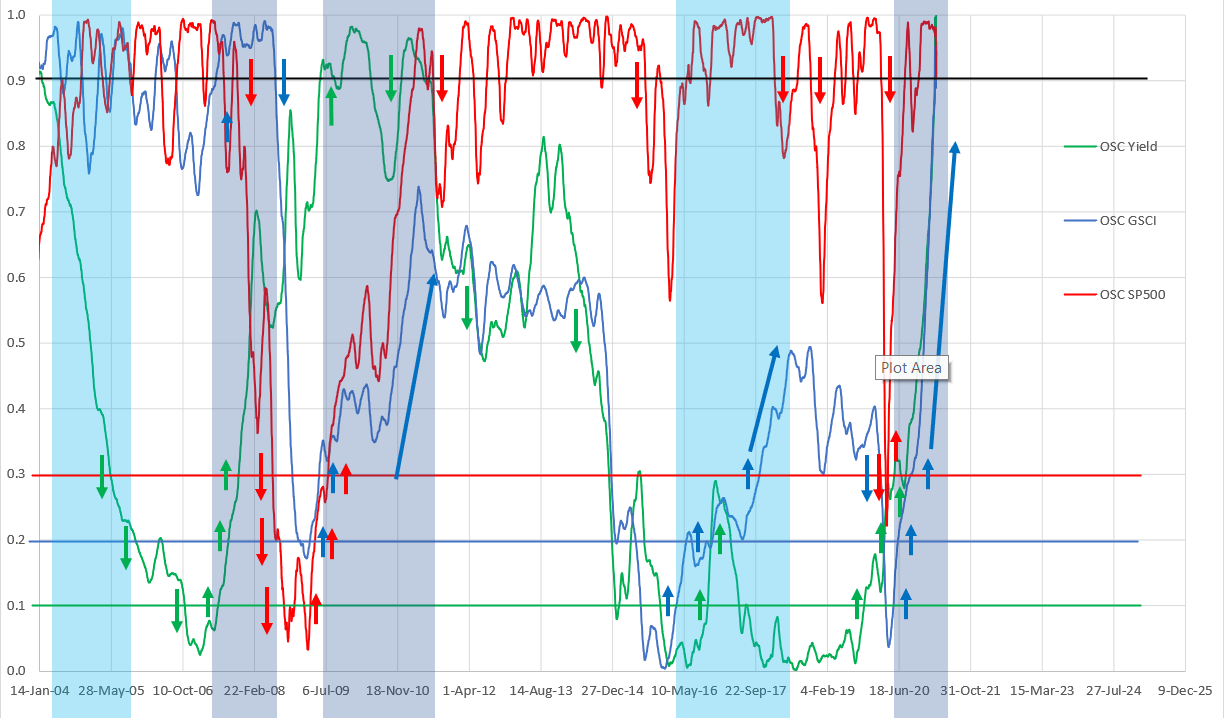 1.0
0.9
0.8
0.7
0.6
0.5
0.4
0.3
0.2
0.1
0.0
OSC Yield
OSC GSCI
OSC SP500
Plot Area
14-Jan-04 28-May-05 10-Oct-06 22-Feb-08 6-Jul-09 18-Nov-10 1-Apr-12 14-Aug-13 27-Dec-14 10-May-16 22-Sep-17 4-Feb-19 18-Jun-20 31-Oct-21 15-Mar-23 27-Jul-24 9-Dec-25